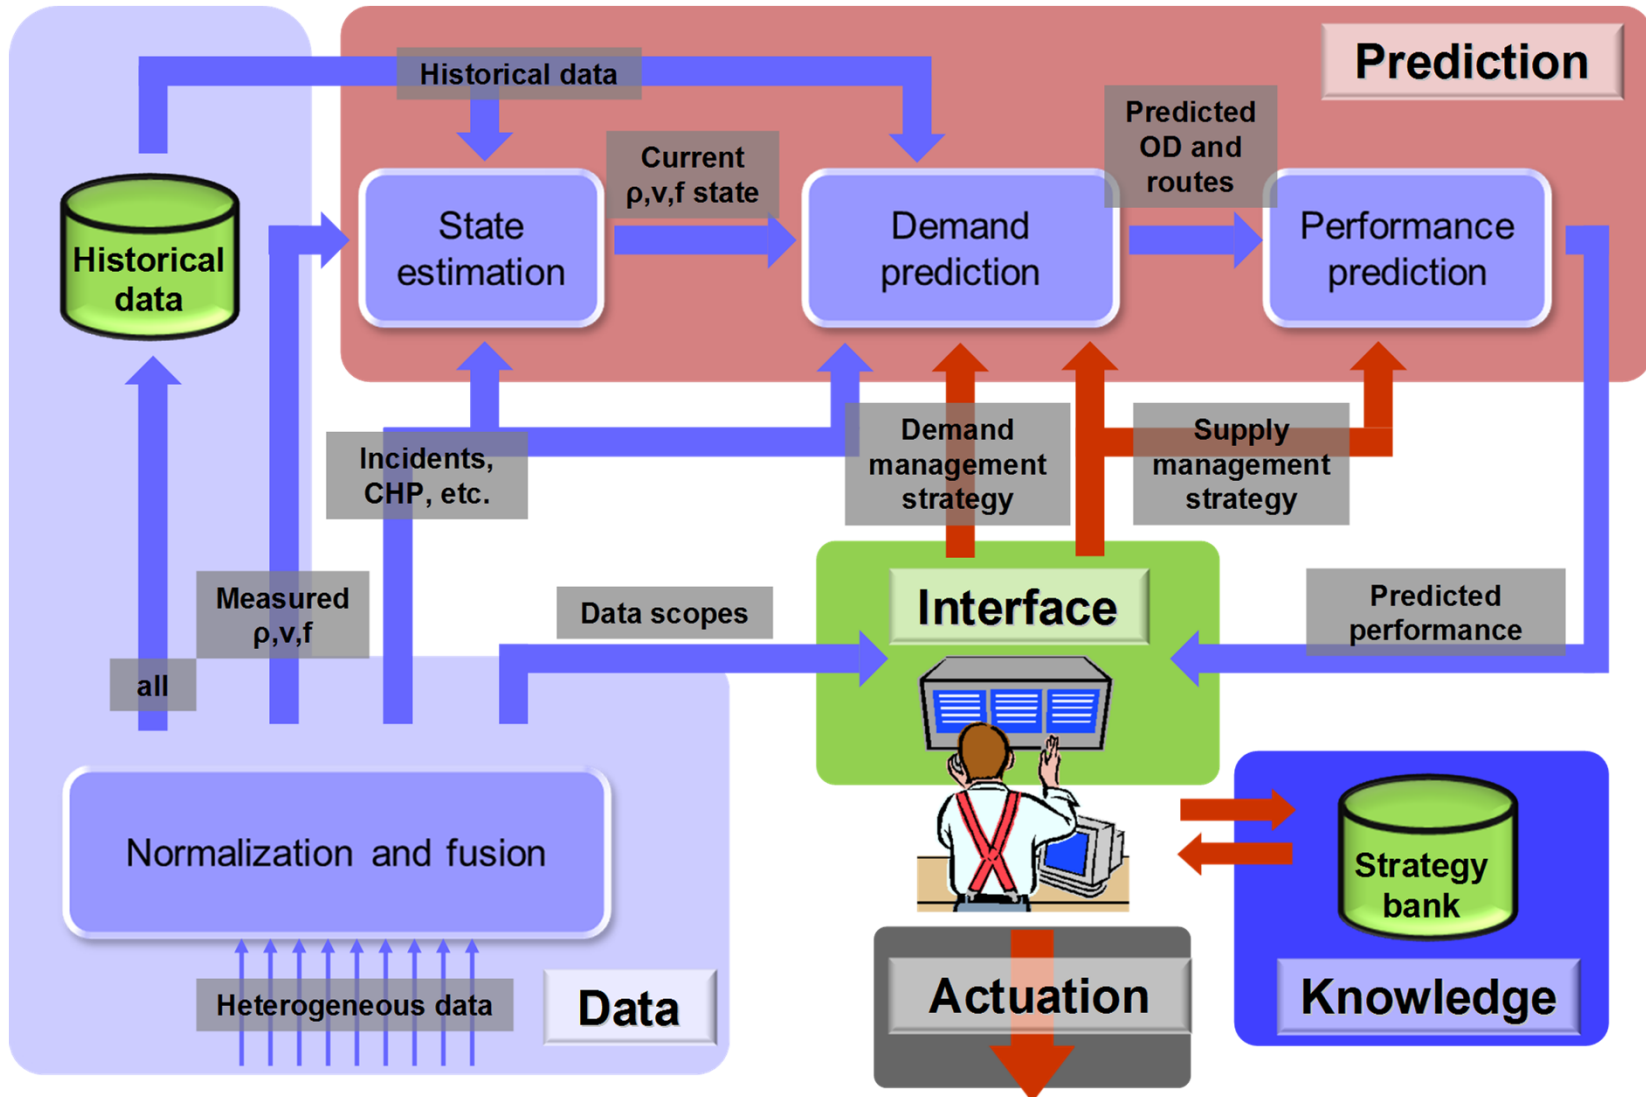 Prediction
Historical data
Predicted
OD and
routes
Current
ρ,v,f state
State
estimation
Demand
prediction
Performance
prediction
Historical
data
Incidents,
CHP, etc.
Demand
management
strategy
Supply
management
strategy
Measured
ρ,v,f
Data scopes
Interface
Predicted
performance
all
Normalization and fusion
Strategy
bank
Heterogeneous data
Data
Actuation
Knowledge